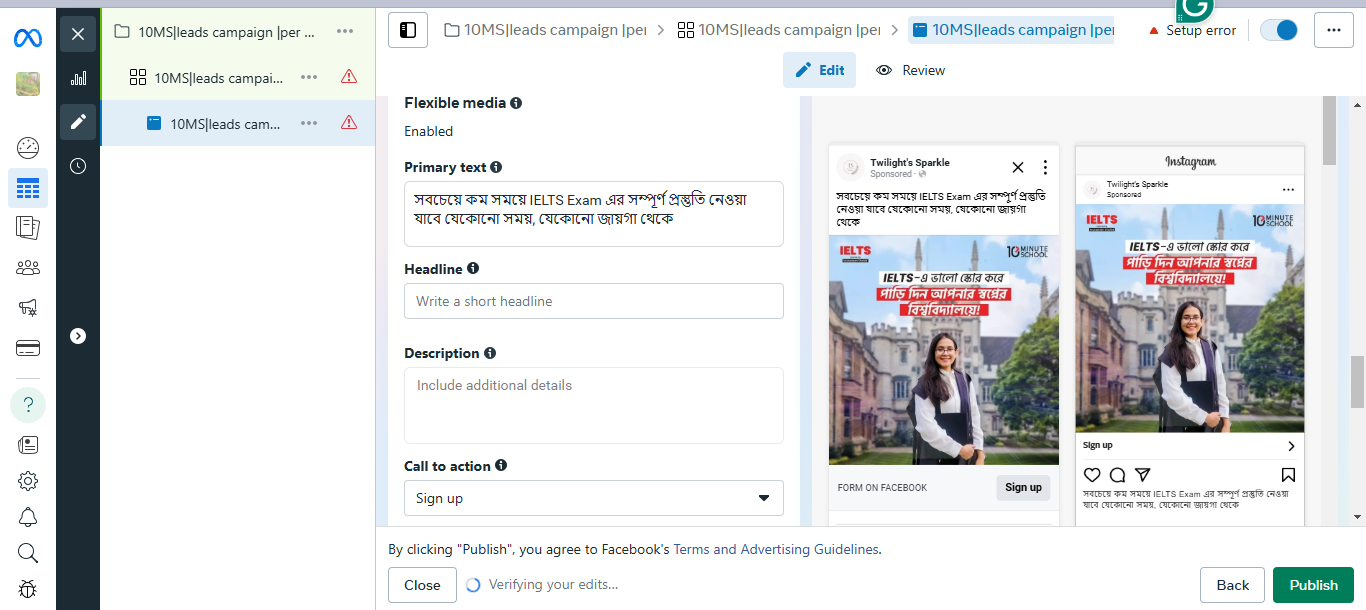 10MS|leads campaign |per ...
10MS|leads campai...
10MS|leads cam...
10MS|leads campaign |per
10MS|leads campaign |per
10MS|leads campaign |per
Setup error
Edit
Review
Flexible media
Enabled
Primary text
সবচেয়ে কম সময়ে IELTS Exam এর সম্পূর্ণ প্রস্তুতি নেওয়া
যাবে যেকোনো সময়, যেকোনো জায়গা থেকে
Headline
Write a short headline
Description
Include additional details
Call to action
Sign up
Twilight's Sparkle
Sponsored ·
সবচেয়ে কম সময়ে IELTS Exam এর সম্পূর্ণ প্রস্তুতি
নেওয়া যাবে যেকোনো সময়, যেকোনো জায়গা
থেকে
IELTS
10 MINUTE
SCHOOL
IELTS-এ ভালো স্কোর করে
পাড়ি দিন আপনার স্বপ্নের
বিশ্ববিদ্যালয়ে!
FORM ON FACEBOOK
Sign up
Instagram
Twilight's Sparkle
Sponsored
IELTS
10 MINUTE
SCHOOL
IELTS-এ ভালো স্কোর করে
পাড়ি দিন আপনার স্বপ্নের
বিশ্ববিদ্যালয়ে!
Sign up
সবচেয়ে কম সময়ে IELTS Exam এর সম্পূর্ণ প্রস্তুতি নেওয়া
যাবে যেকোনো সময়, যেকোনো জায়গা থেকে
By clicking "Publish", you agree to Facebook's Terms and Advertising Guidelines.
Close
Verifying your edits...
Back
Publish